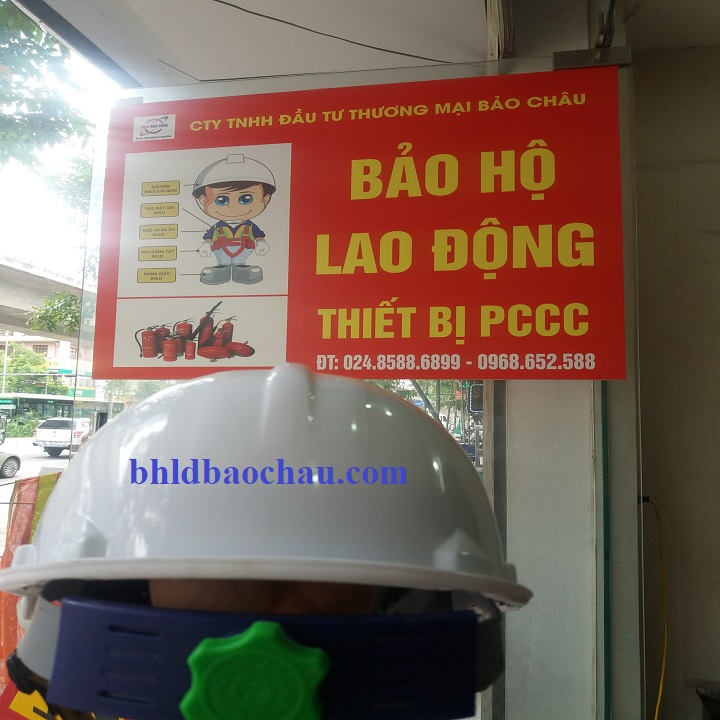 CTY TNHH ĐẦU TƯ THƯƠNG MẠI BẢO CHÂU
BẢO HỘ
LAO ĐỘNG
THIẾT BỊ PCCC
ĐT: 024.8588.6899 - 0968.652.588
bhldbaochau.com